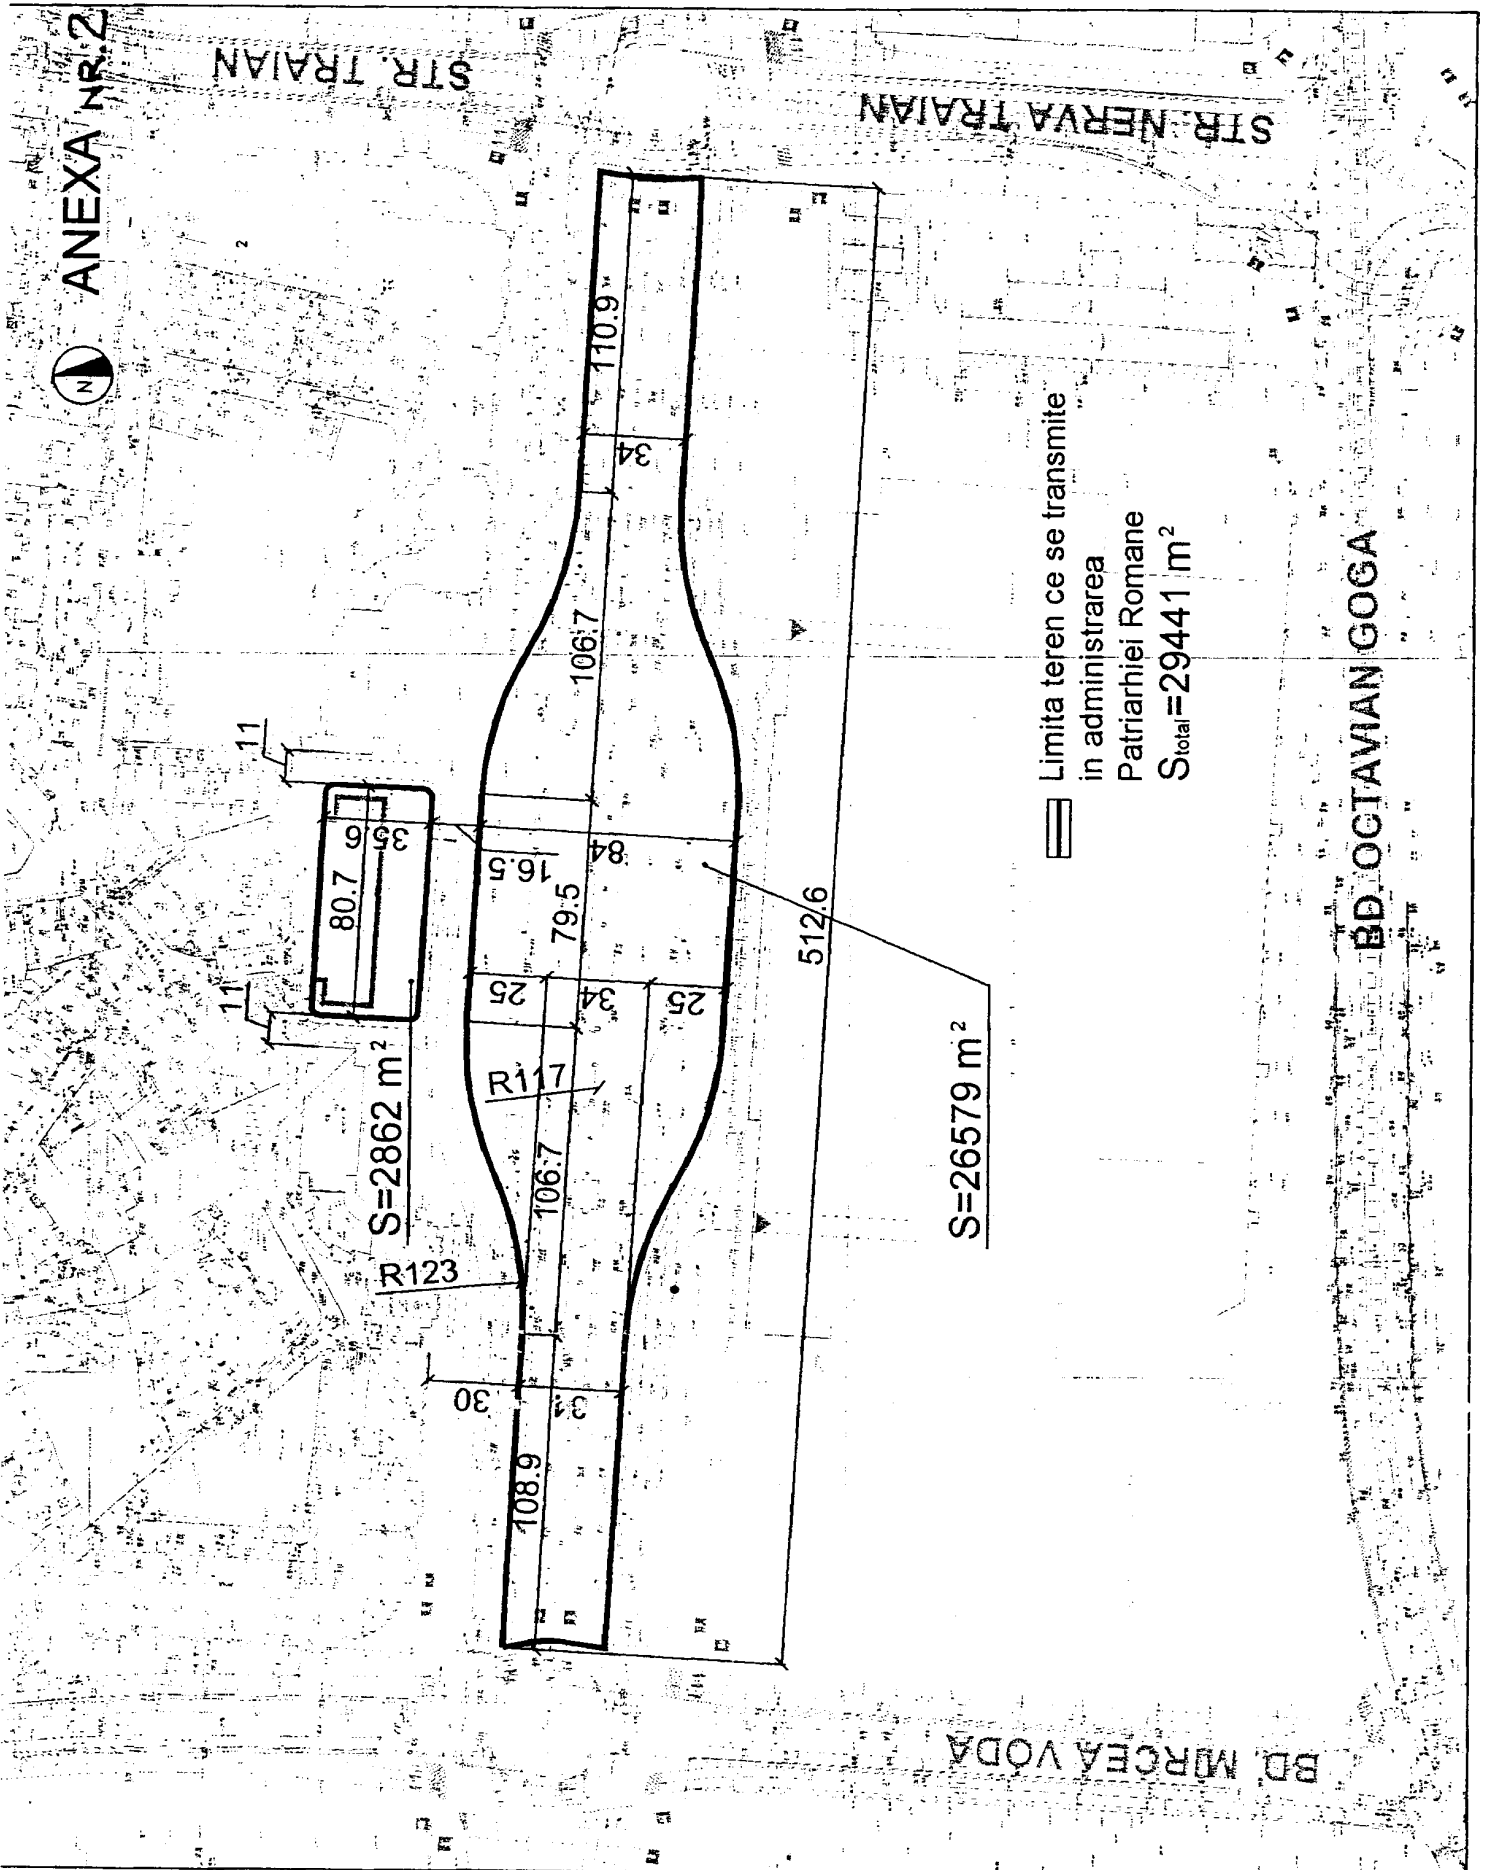 ANEXA NR. 2
N
STR. TRAIAN
STR. NERVA TRAIAN
110.9
34
106.7
11
35.6
80.7
16.5
84
79.5
512.6
11
25
34
25
S=2862 m²
R117
106.7
R123
S=26579 m²
30
34
108.9
Limita teren ce se transmite
in administrarea
Patriarhiei Romane
Stotal=29441 m²
BD. OCTAVIAN GOGA
BD. MIRCEA VODA